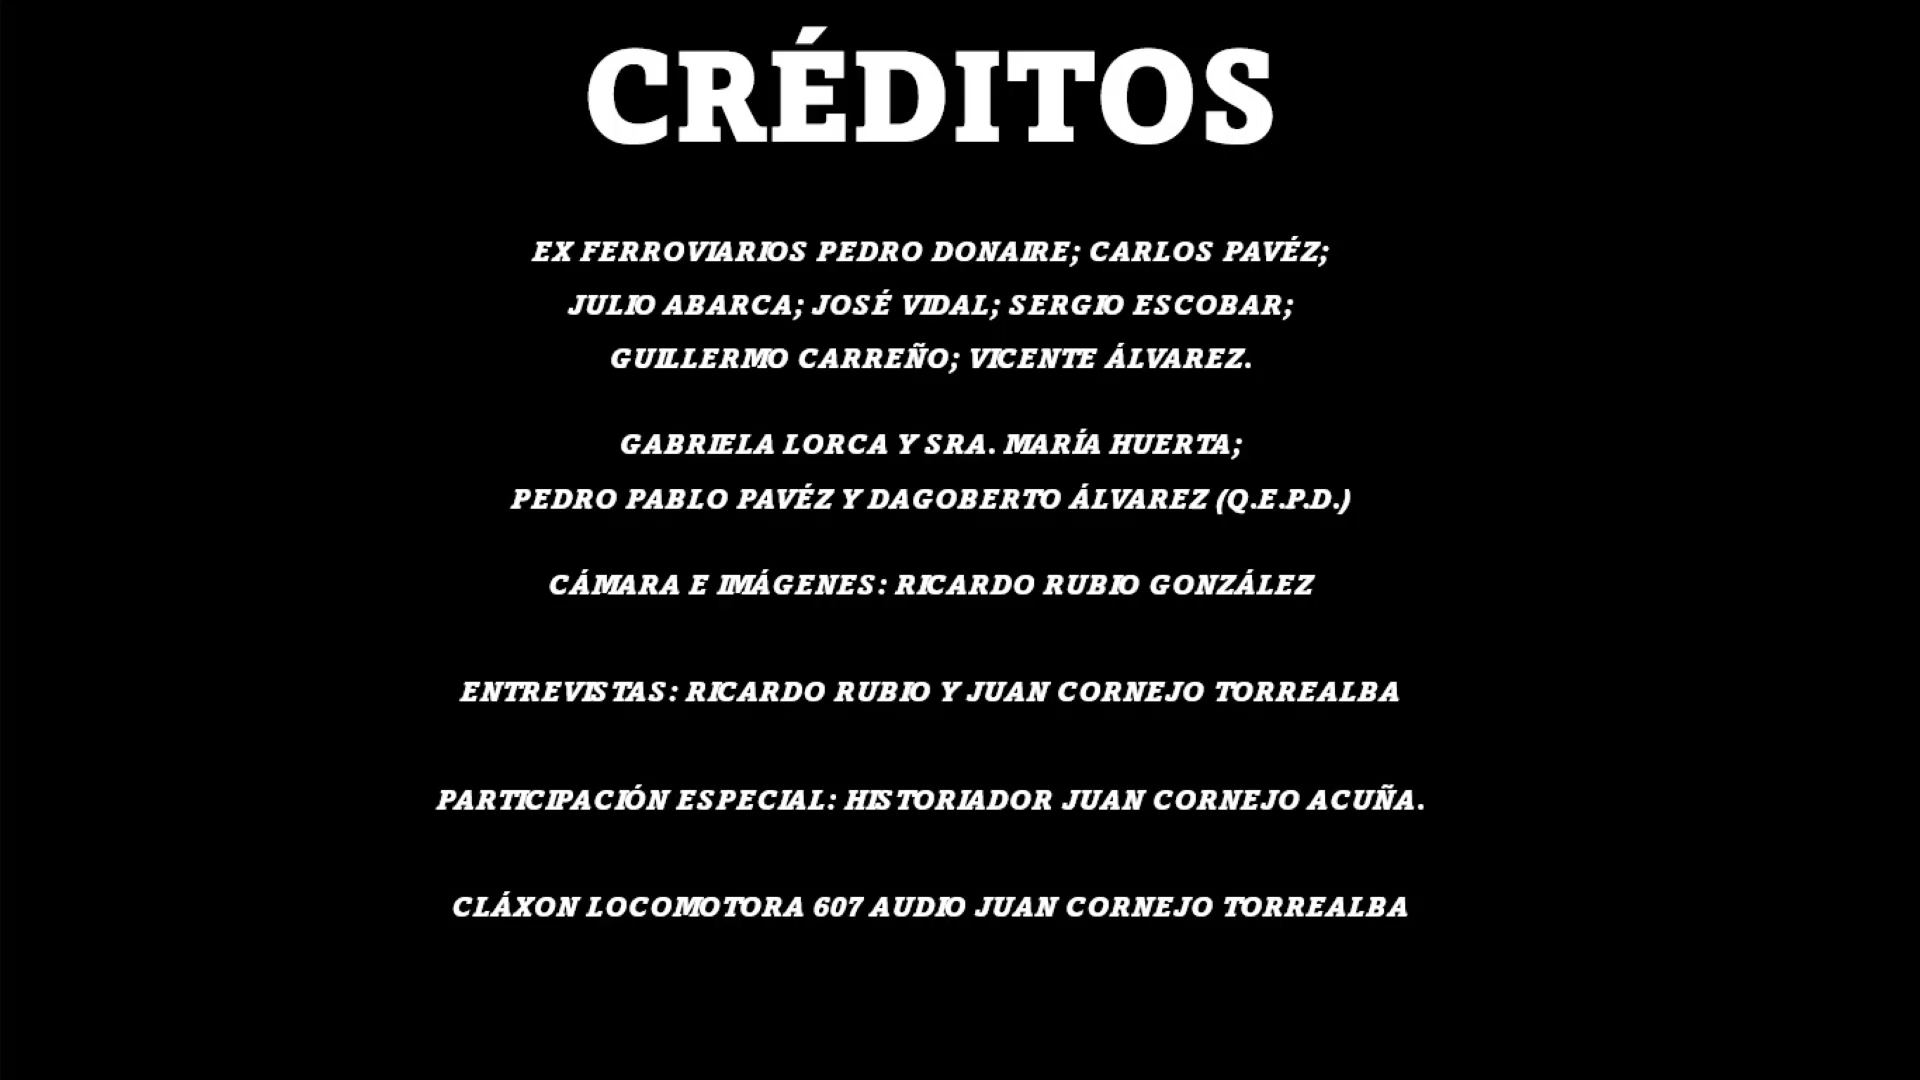 CRÉDITOS
EX FERROVIARIOS PEDRO DONAIRE; CARLOS PAVÉZ;
JULIO ABARCA; JOSÉ VIDAL; SERGIO ESCOBAR;
GUILLERMO CARREÑO; VICENTE ÁLVAREZ.
GABRIELA LORCA Y SRA. MARÍA HUERTA;
PEDRO PABLO PAVÉZ Y DAGOBERTO ÁLVAREZ (Q.E.P.D.)
CÁMARA E IMÁGENES: RICARDO RUBIO GONZÁLEZ
ENTREVISTAS: RICARDO RUBIO Y JUAN CORNEJO TORREALBA
PARTICIPACIÓN ESPECIAL: HISTORIADOR JUAN CORNEJO ACUÑA.
CLÁXON LOCOMOTORA 607 AUDIO JUAN CORNEJO TORREALBA